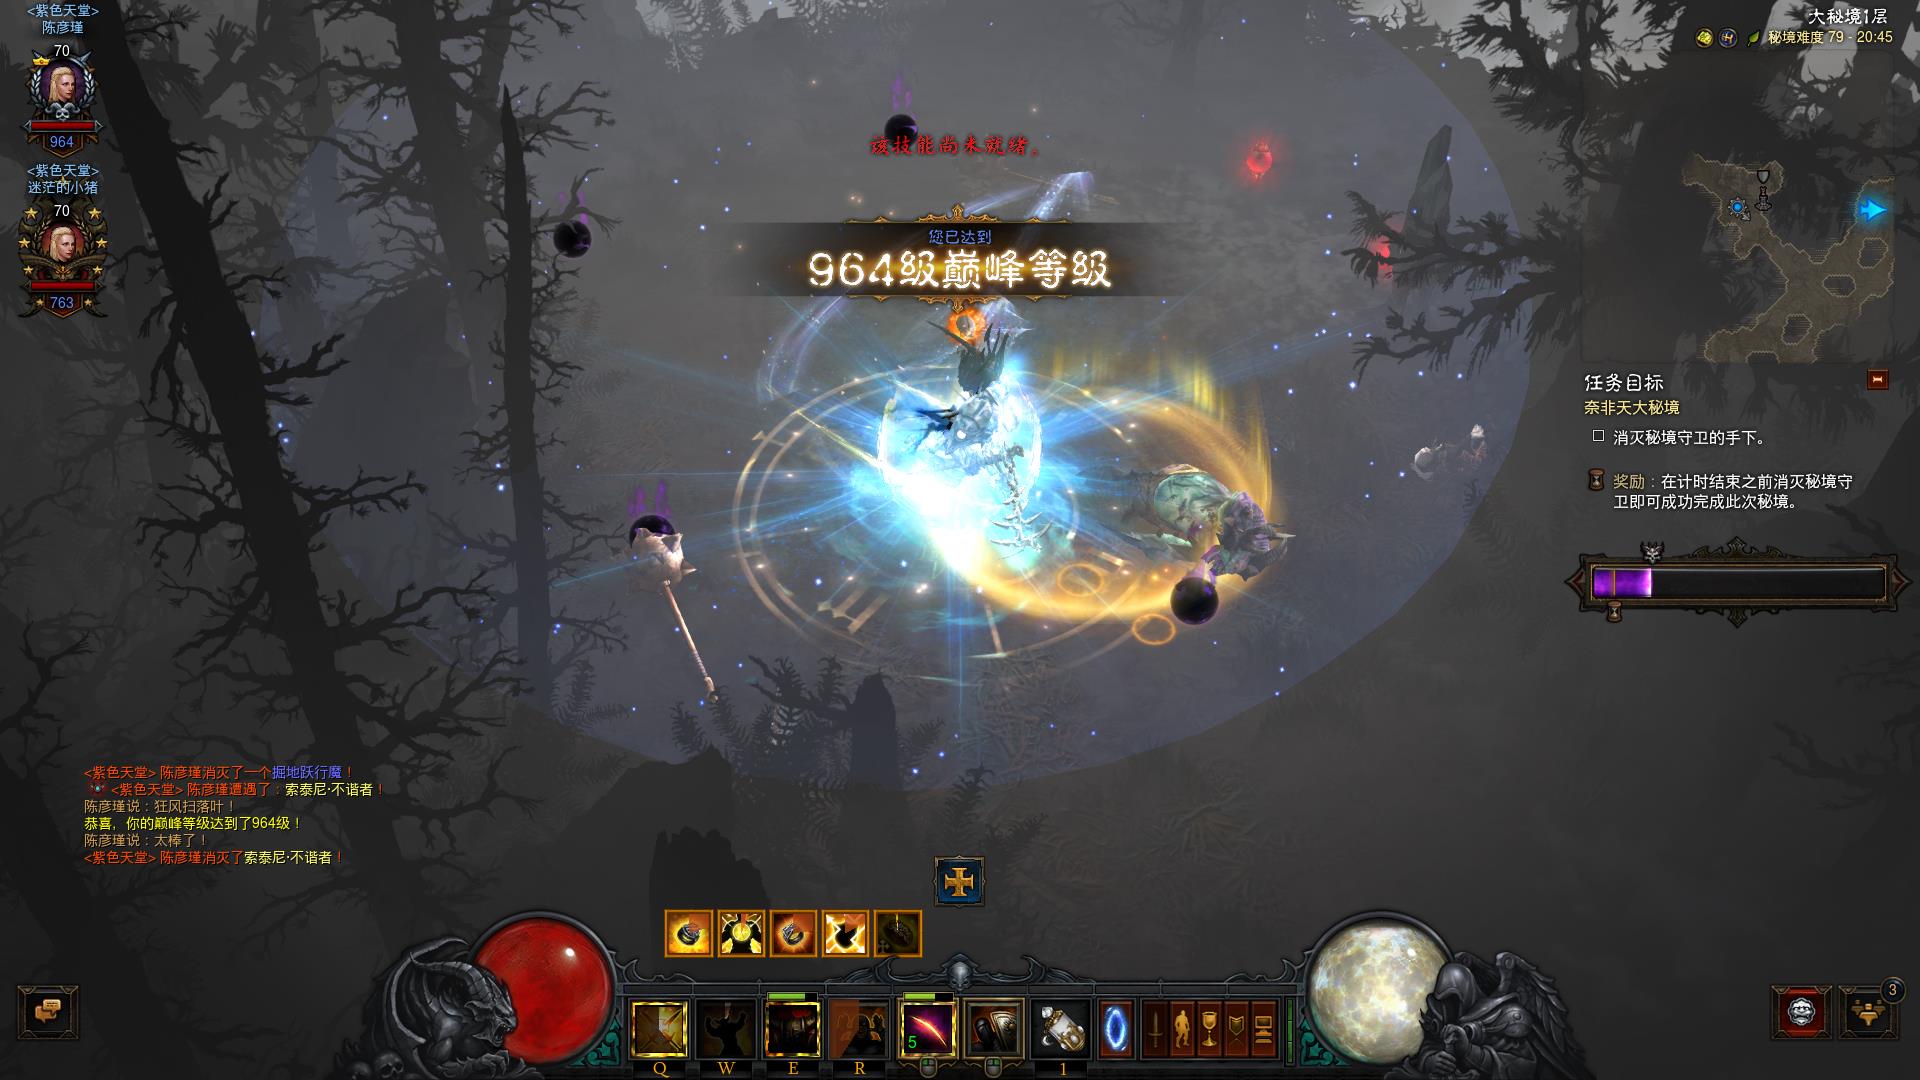 <紫色天堂>
陈彦瑾
70
964
<紫色天堂>
迷茫的小猪
70
763
大秘境1层
秘境难度 79 - 20:45
该技能尚未就绪。
您已达到
964级巅峰等级
任务目标
奈非天大秘境
消灭秘境守卫的手下。
奖励：在计时结束之前消灭秘境守
卫即可成功完成此次秘境。
<紫色天堂> 陈彦瑾消灭了一个掘地跃行魔！
<紫色天堂> 陈彦瑾遭遇了：索泰尼·不谐者！
陈彦瑾说：狂风扫落叶！
恭喜，你的巅峰等级达到了964级！
陈彦瑾说：太棒了！
<紫色天堂> 陈彦瑾消灭了索泰尼·不谐者！
5
Q W E R 1
3